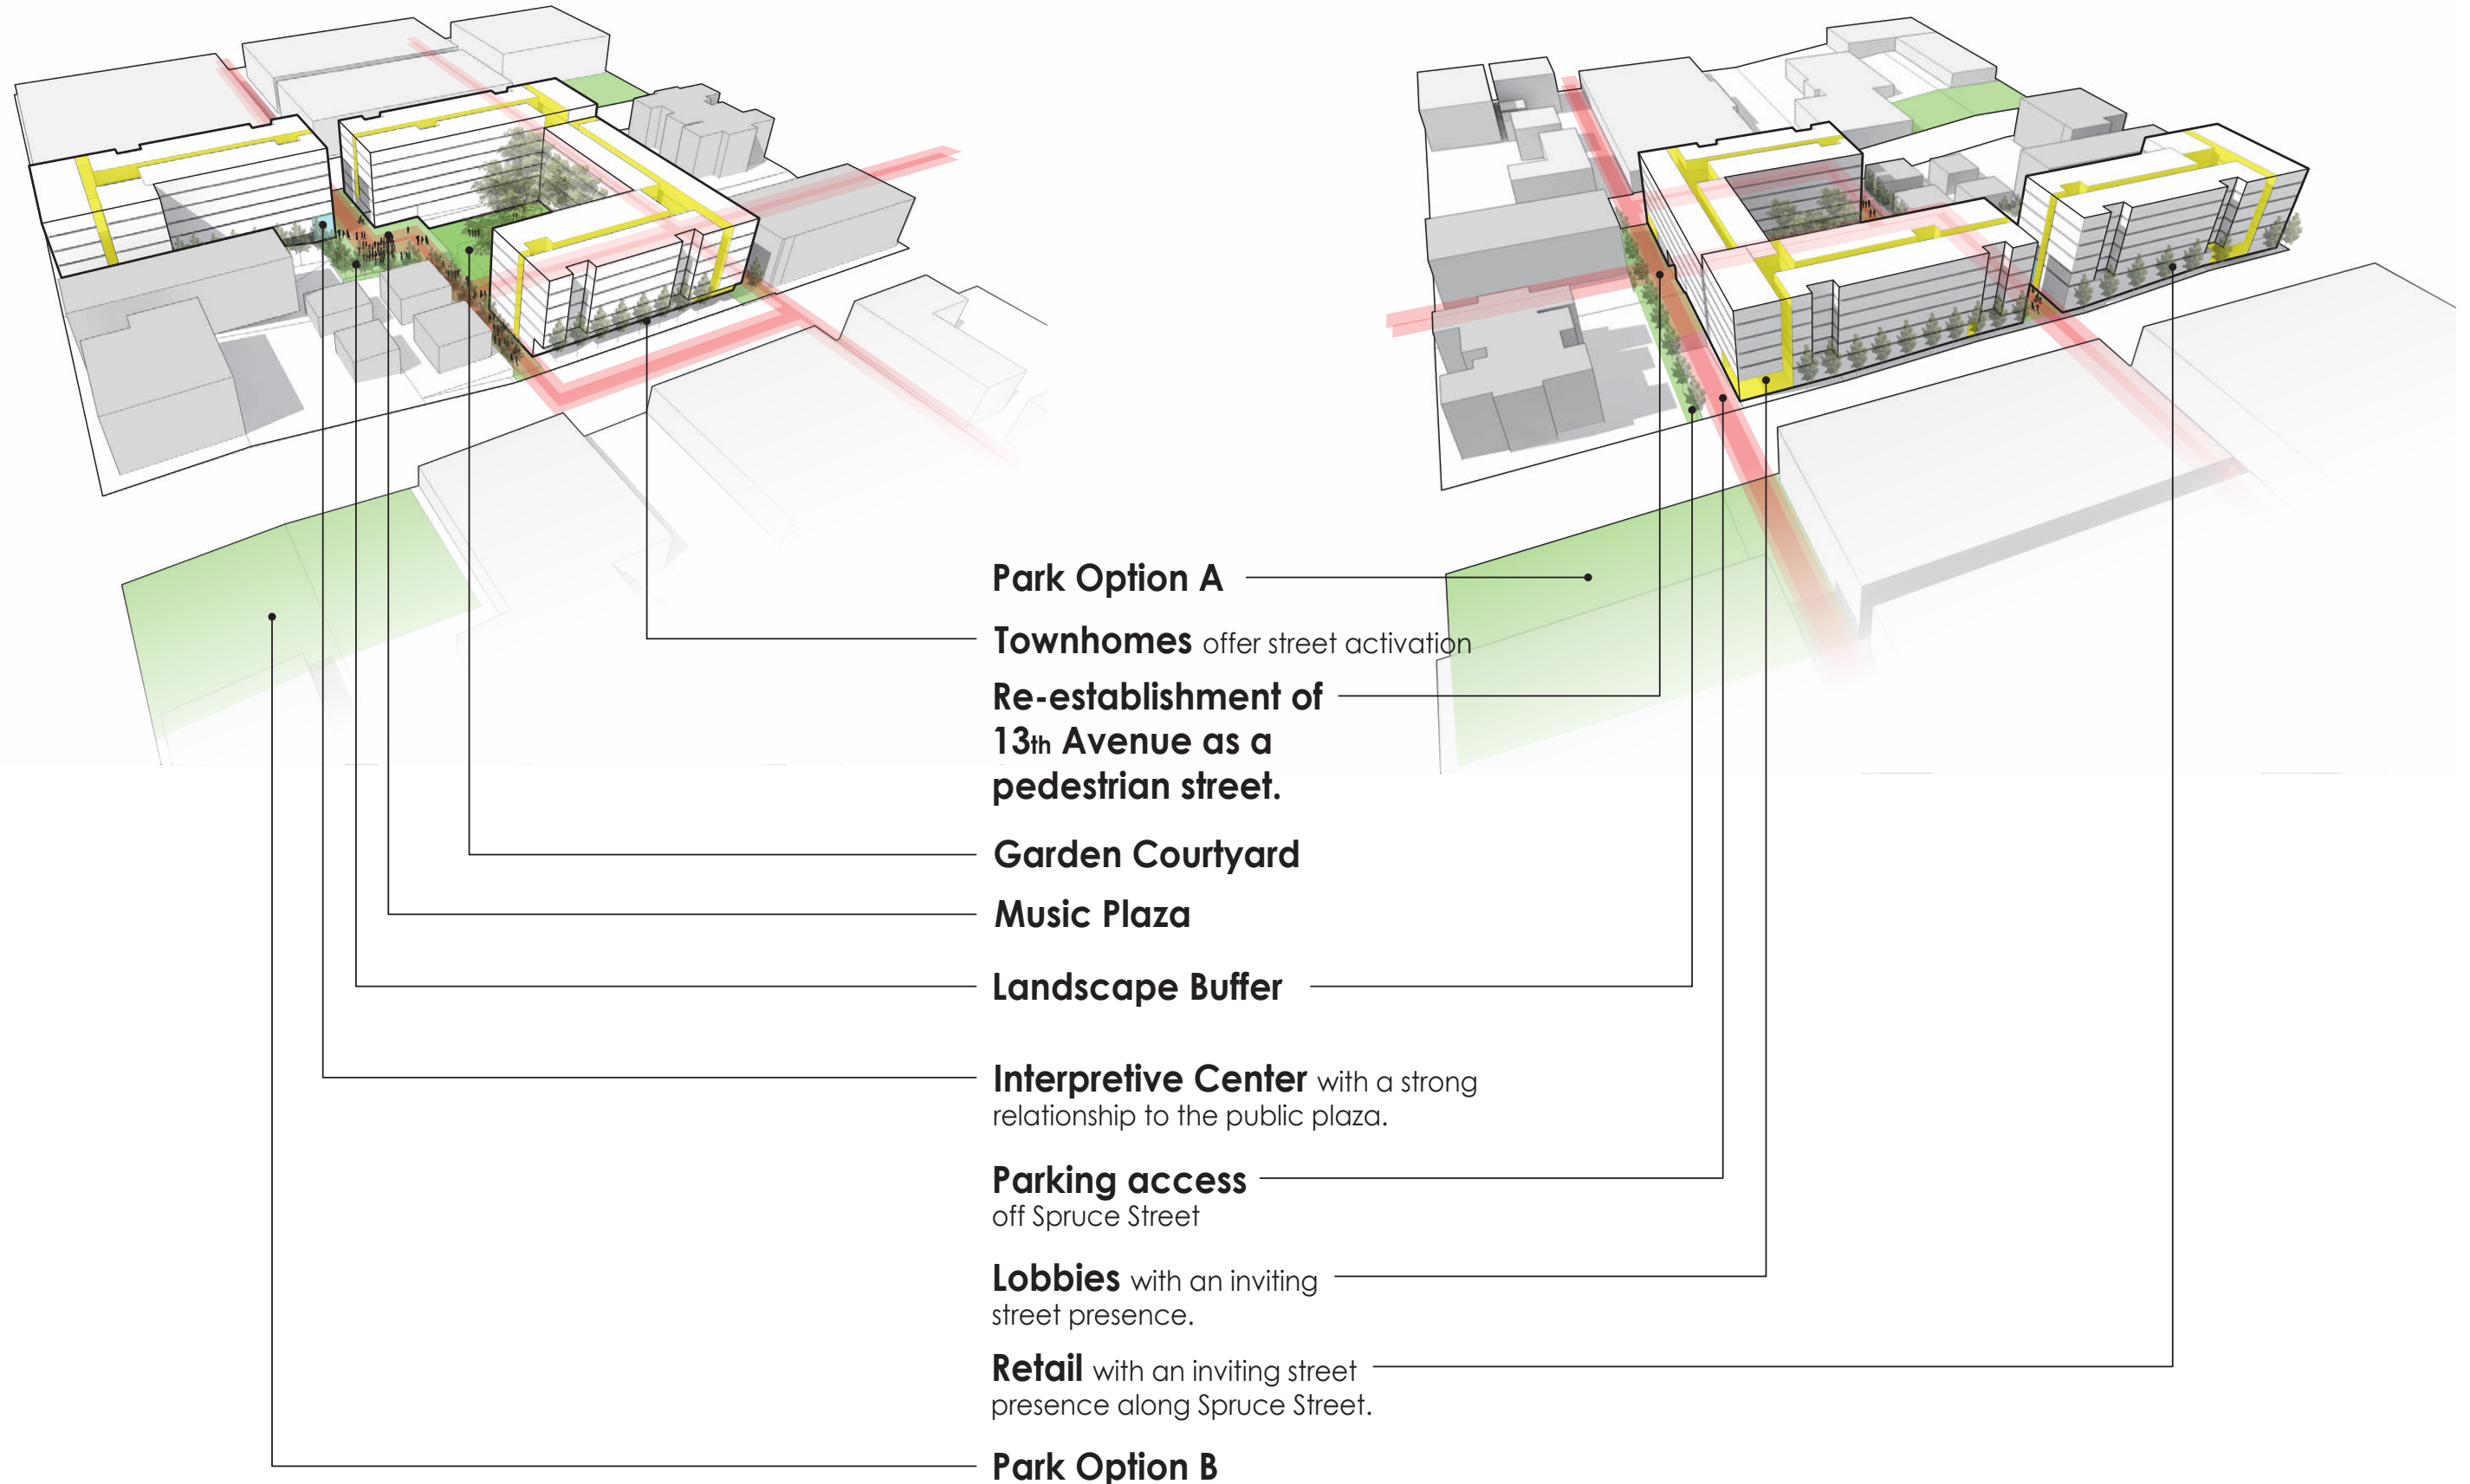 Park Option A
Townhomes offer street activation
Re-establishment of
13th Avenue as a
pedestrian street.
Garden Courtyard
Music Plaza
Landscape Buffer
Interpretive Center with a strong
relationship to the public plaza.
Parking access
off Spruce Street
Lobbies with an inviting
street presence.
Retail with an inviting street
presence along Spruce Street.
Park Option B